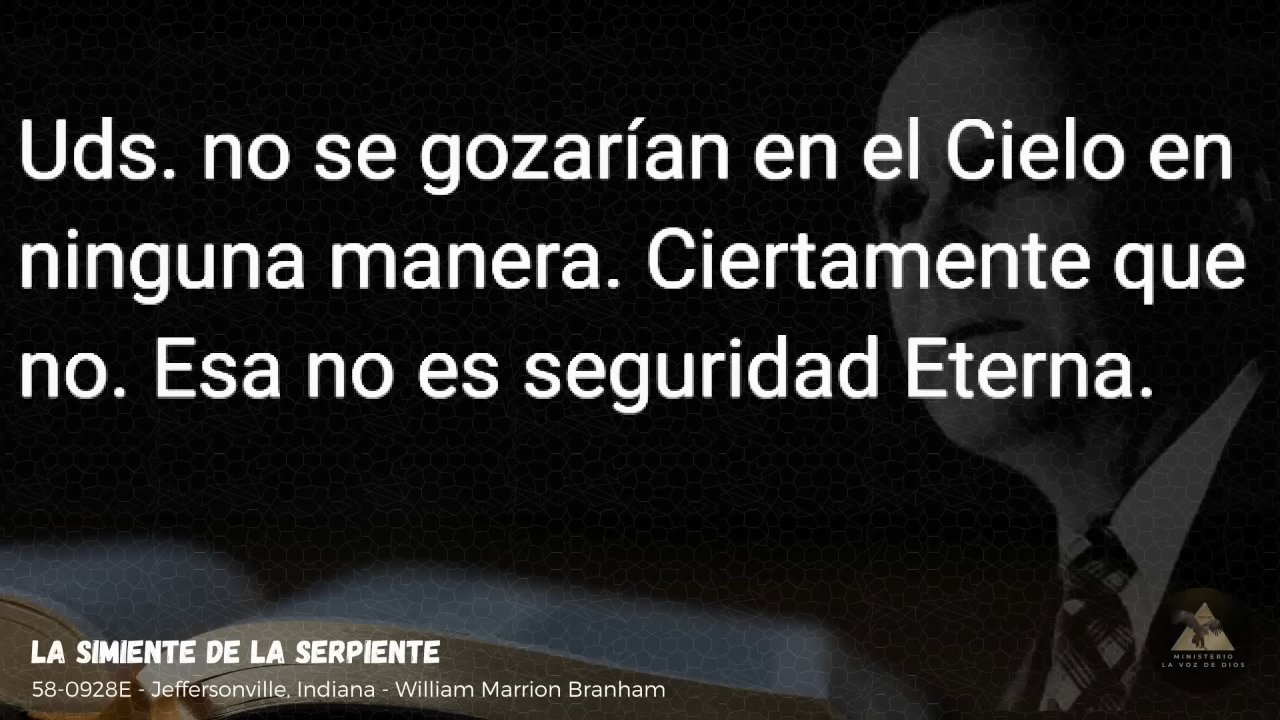 Uds. no se gozarían en el Cielo en
ninguna manera. Ciertamente que
no. Esa no es seguridad Eterna.
LA SIMIENTE DE LA SERPIENTE
58-0928E - Jeffersonville, Indiana - William Marrion Branham
MINISTERIO
LA VOZ DE DIOS